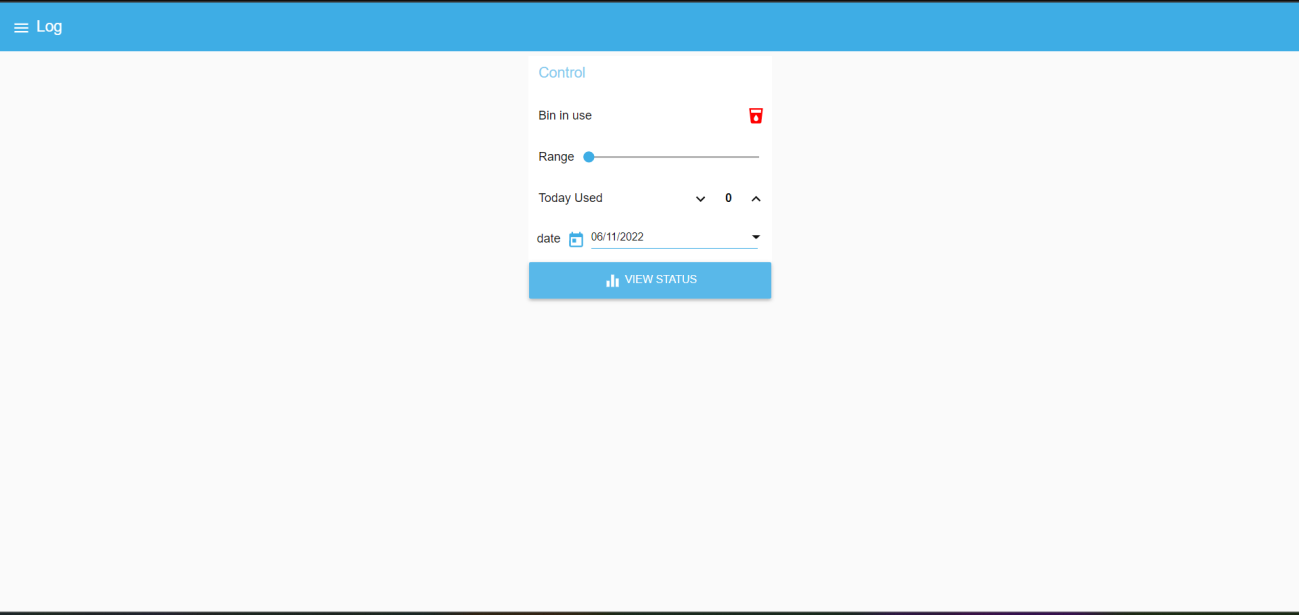 Log
Control
Bin in use
Range
Today Used 0
date 06/11/2022
VIEW STATUS